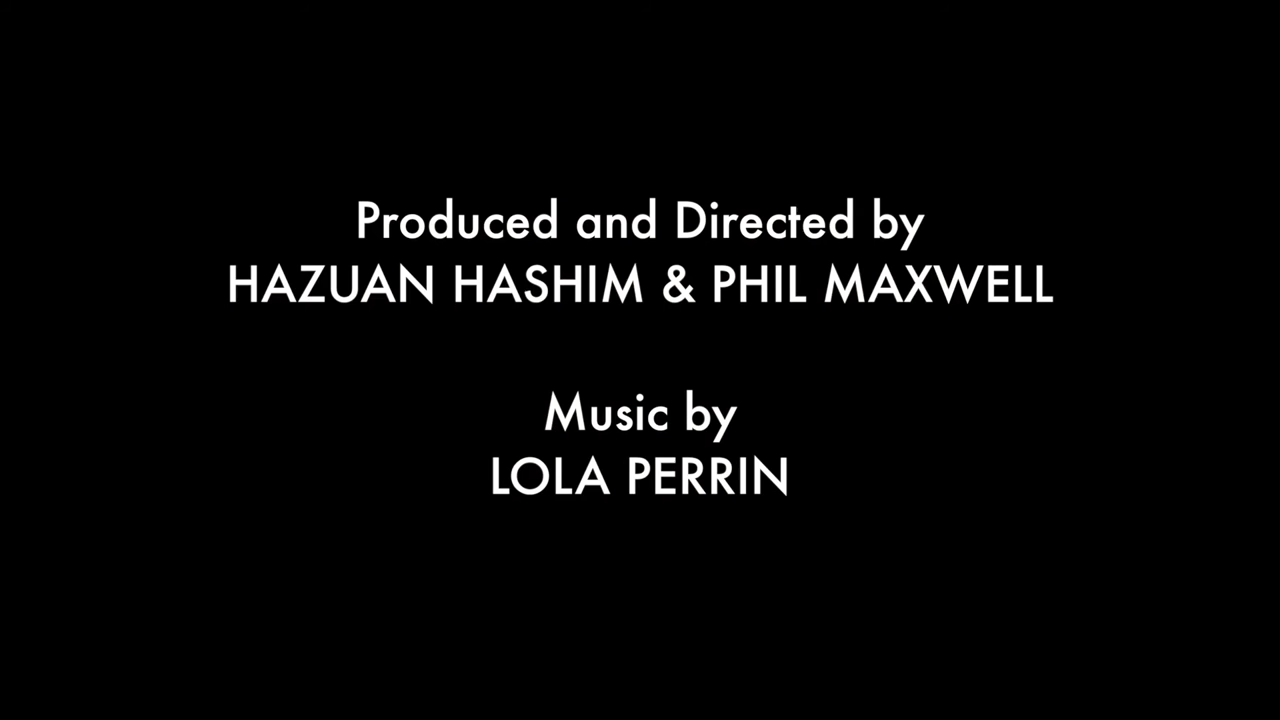 Produced and Directed by
HAZUAN HASHIM & PHIL MAXWELL
Music by
LOLA PERRIN